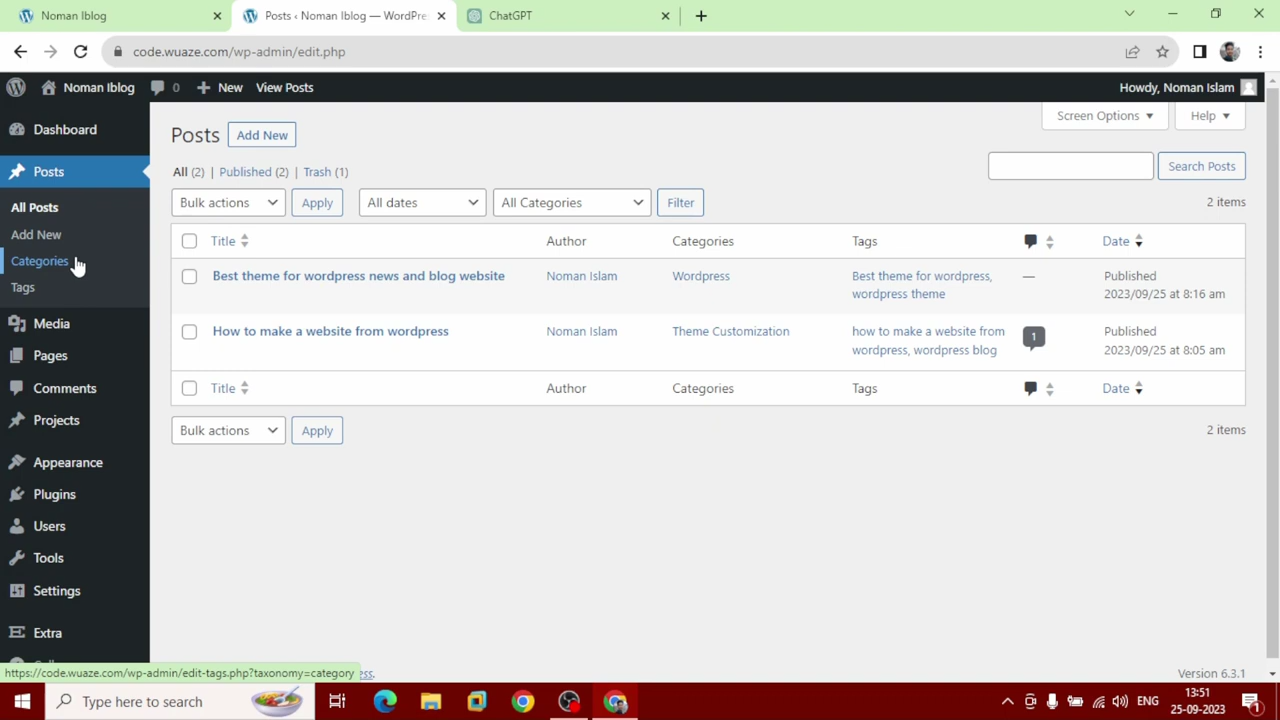 Noman Iblog
Posts ‹ Noman Iblog — WordPre
ChatGPT
code.wuaze.com/wp-admin/edit.php
Noman Iblog
0
New
View Posts
Howdy, Noman Islam
Dashboard
Posts
All Posts
Add New
Categories
Tags
Media
Pages
Comments
Projects
Appearance
Plugins
Users
Tools
Settings
Extra
Posts
Add New
Screen Options
Help
All (2) | Published (2) | Trash (1)
Search Posts
Bulk actions
Apply
All dates
All Categories
Filter
2 items
Title
Author
Categories
Tags
Date
Best theme for wordpress news and blog website
Noman Islam
Wordpress
Best theme for wordpress,
wordpress theme
—
Published
2023/09/25 at 8:16 am
How to make a website from wordpress
Noman Islam
Theme Customization
how to make a website from
wordpress, wordpress blog
1
Published
2023/09/25 at 8:05 am
Title
Author
Categories
Tags
Date
Bulk actions
Apply
2 items
https://code.wuaze.com/wp-admin/edit-tags.php?taxonomy=category
ss.
Version 6.3.1
Type here to search
ENG
13:51
25-09-2023
1